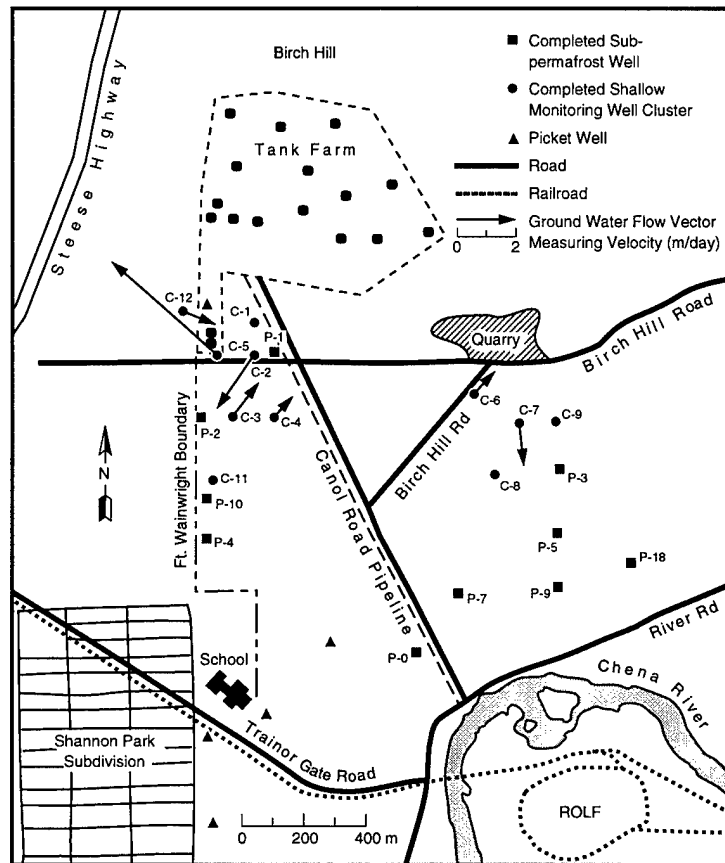 Birch Hill
Completed Sub-
permafrost Well
Completed Shallow
Monitoring Well Cluster
Picket Well
Road
Railroad
Ground Water Flow Vector
Measuring Velocity (m/day)
0 2
Steese Highway
Tank Farm
C-12
C-1
P-1
C-5
C-2
Quarry
Birch Hill Road
C-6
C-3
C-4
C-7
C-9
P-2
Ft. Wainwright Boundary
Canol Road Pipeline
Birch Hill Rd
N
C-11
C-8
P-3
P-10
P-4
P-5
P-18
P-7
P-9
River Rd
School
P-0
Chena River
Shannon Park
Subdivision
Trainor Gate Road
ROLF
0 200 400 m